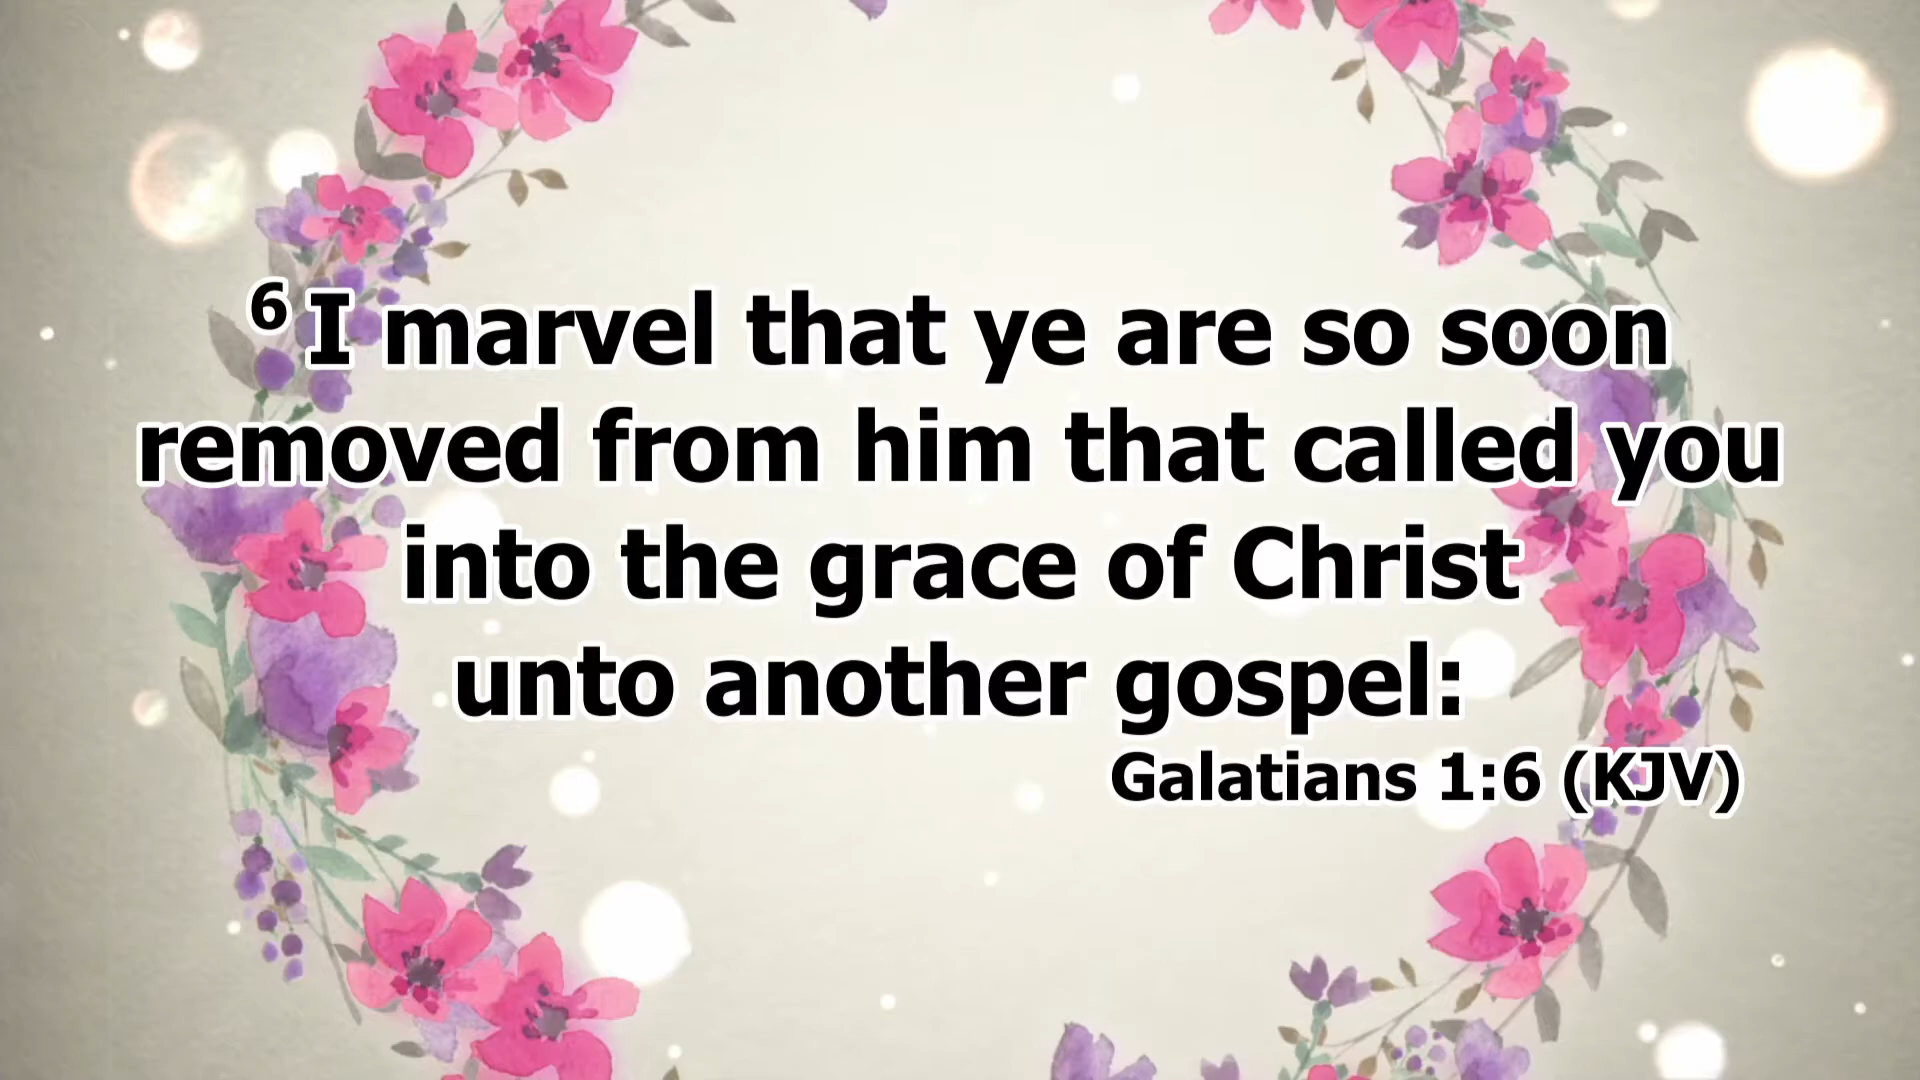 6 I marvel that ye are so soon
removed from him that called you
into the grace of Christ
unto another gospel:
Galatians 1:6 (KJV)